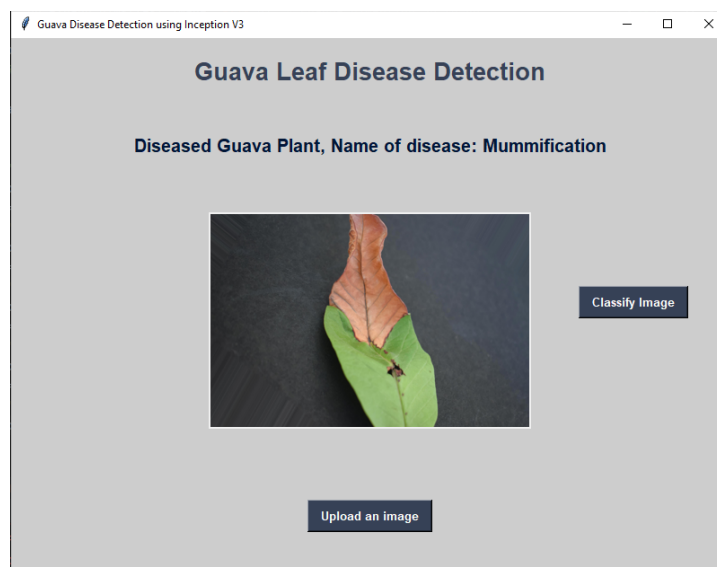 Guava Disease Detection using Inception V3
Guava Leaf Disease Detection
Diseased Guava Plant, Name of disease: Mummification
Classify Image
Upload an image